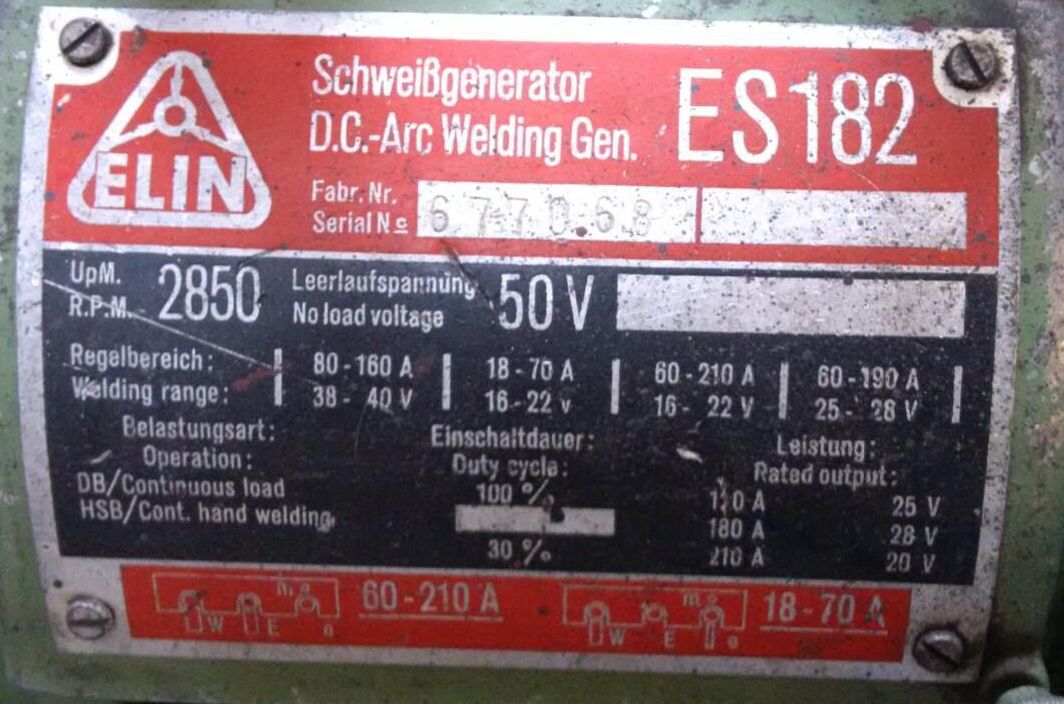 ELIN
Schweißgenerator
D.C.-Arc Welding Gen.
ES 182
Fabr. Nr.
Serial No 677068
UpM.
R.P.M. 2850
Leerlaufspannung
No load voltage 50 V
Regelbereich: 80-160 A 18-70 A 60-210 A 60-190 A
Welding range: 38-40 V 16-22 V 16-22 V 25-28 V
Belastungsart: Einschaltdauer: Leistung:
Operation: Duty cycle: Rated output:
DB/Continuous load 100 % 25 V
HSB/Cont. hand welding 180 A 28 V
30 % 210 A 20 V
W E o 60-210 A
W E o 18-70 A